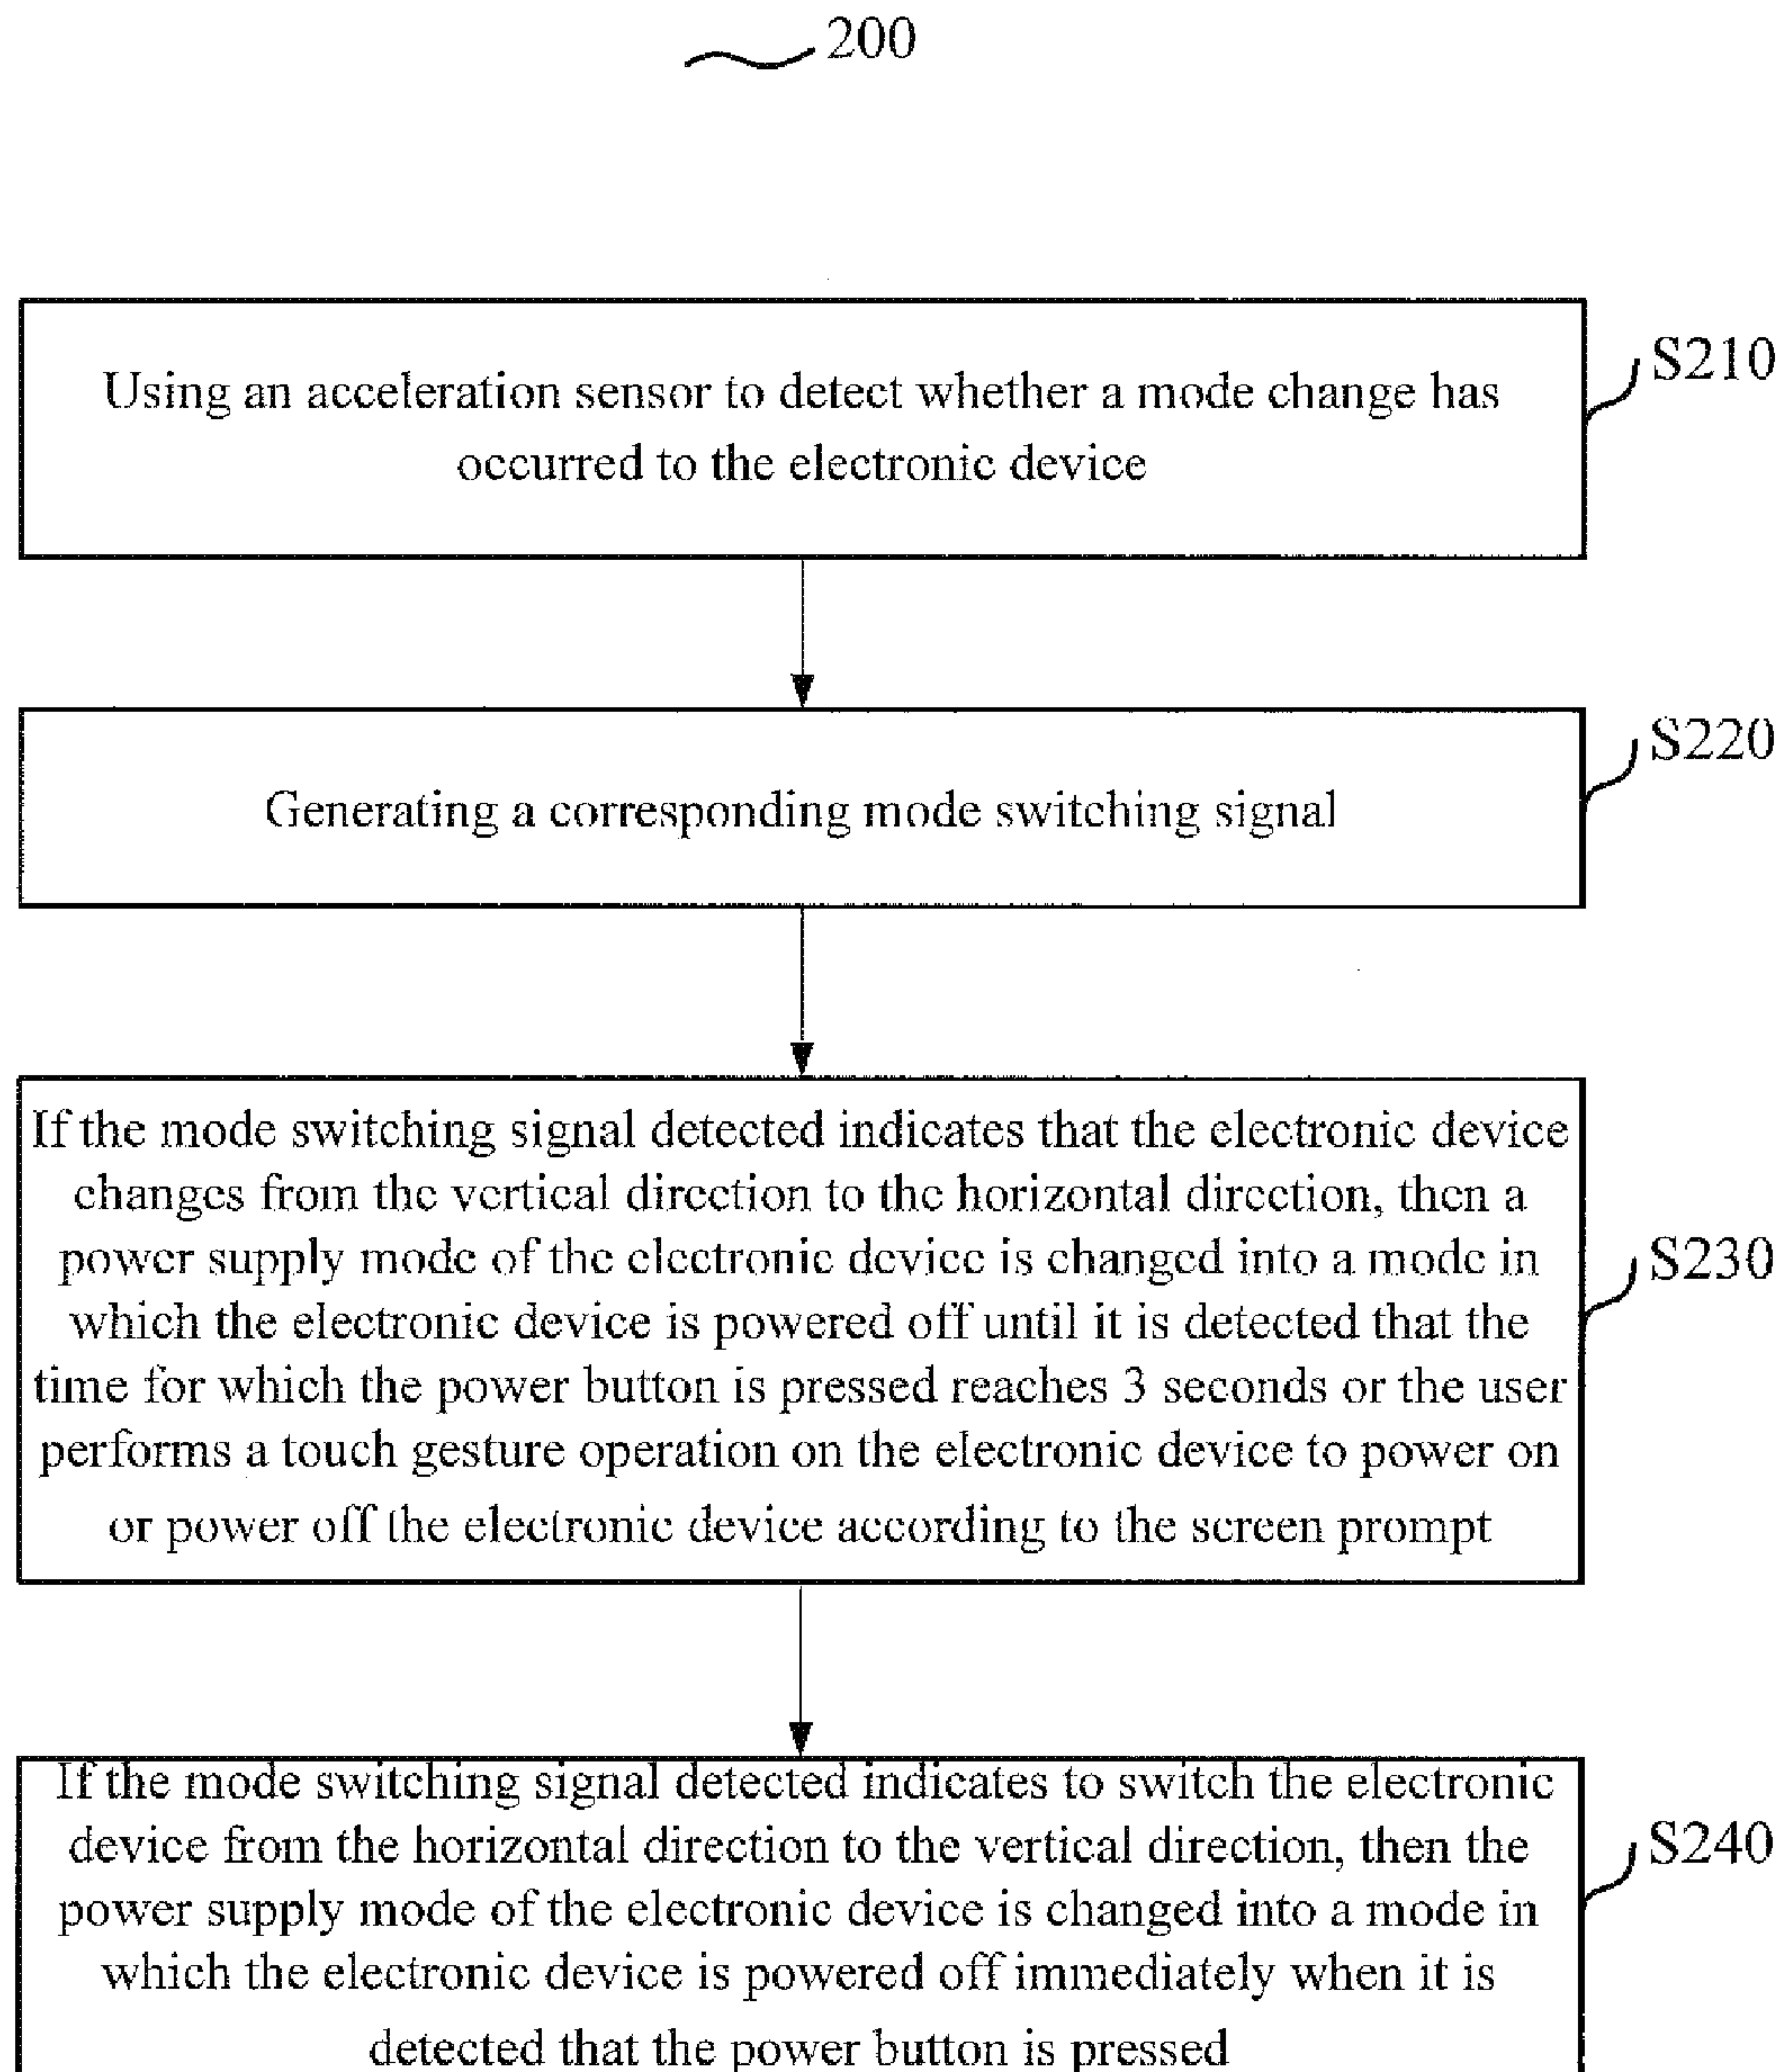 200
Using an acceleration sensor to detect whether a mode change has
occurred to the electronic device
S210
Generating a corresponding mode switching signal
S220
If the mode switching signal detected indicates that the electronic device
changes from the vertical direction to the horizontal direction, then a
power supply mode of the electronic device is changed into a mode in
which the electronic device is powered off until it is detected that the
time for which the power button is pressed reaches 3 seconds or the user
performs a touch gesture operation on the electronic device to power on
or power off the electronic device according to the screen prompt
S230
If the mode switching signal detected indicates to switch the electronic
device from the horizontal direction to the vertical direction, then the
power supply mode of the electronic device is changed into a mode in
which the electronic device is powered off immediately when it is
detected that the power button is pressed
S240